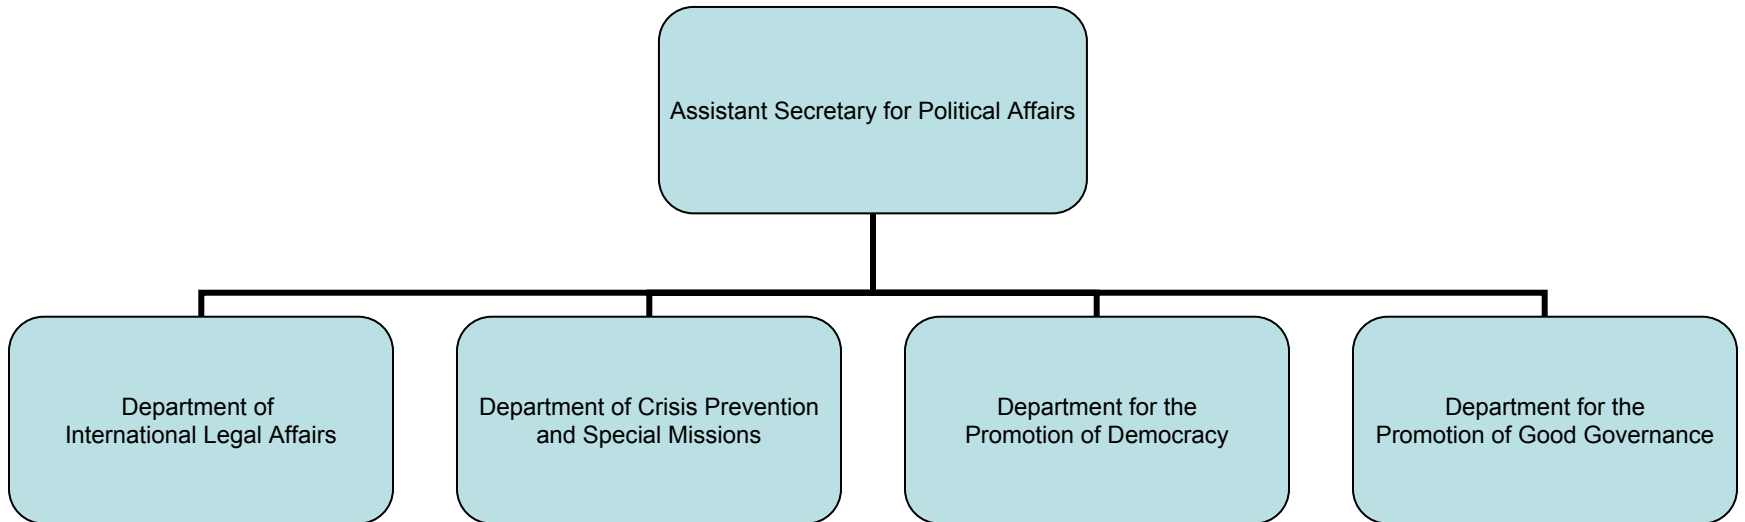 Assistant Secretary for Political Affairs
Department of
International Legal Affairs
Department of Crisis Prevention
and Special Missions
Department for the
Promotion of Democracy
Department for the
Promotion of Good Governance